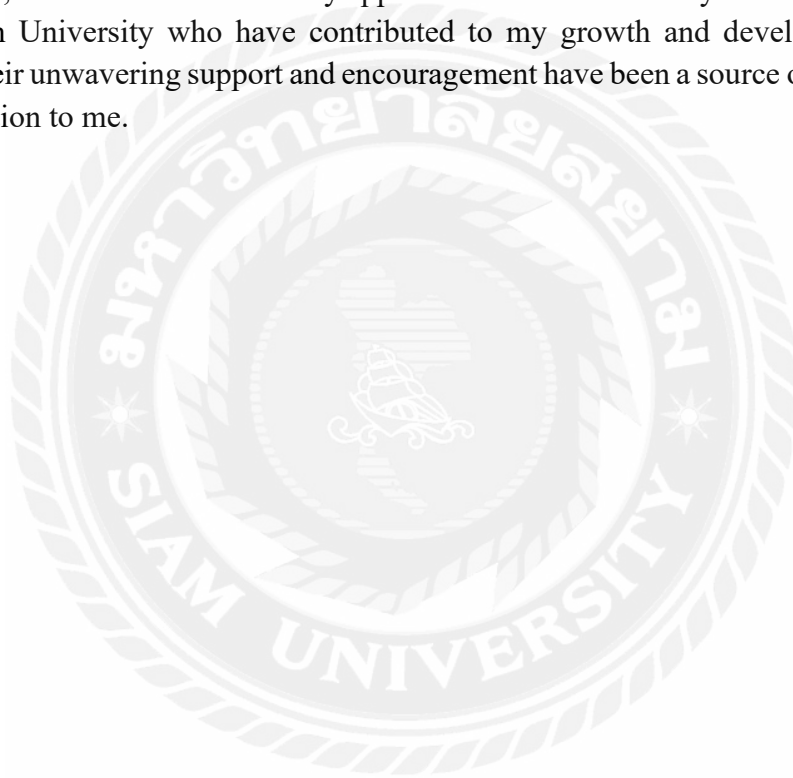 n University who have contributed to my growth and devel
eir unwavering support and encouragement have been a source o
ion to me.
มหาวิทยาลัยสยาม
SIAM UNIVERSITY